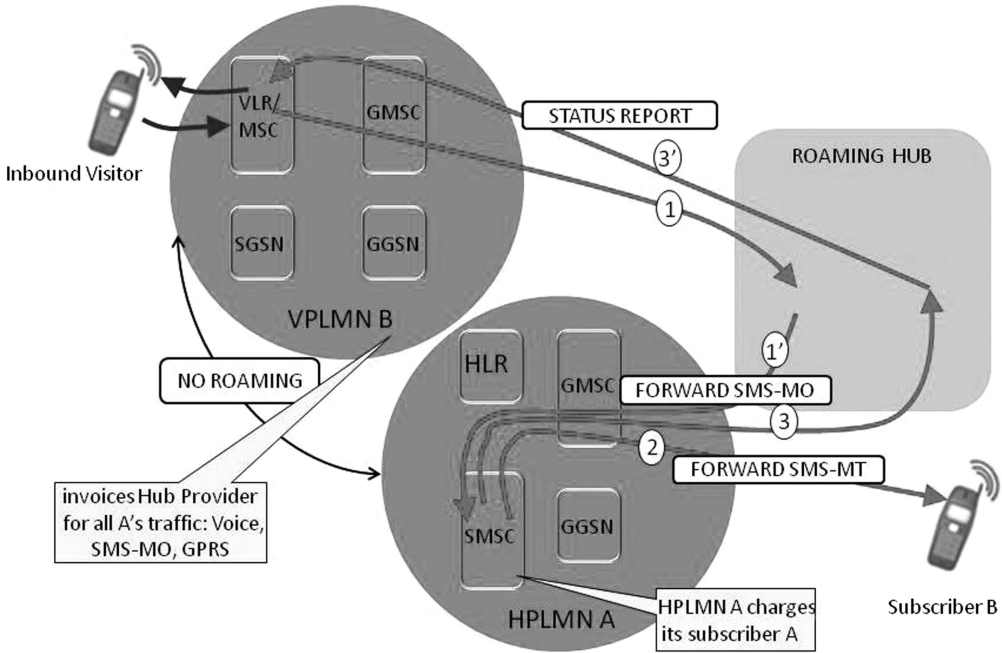 VLR/
MSC
GMSC
STATUS REPORT
3'
ROAMING HUB
Inbound Visitor
1
SGSN
GGSN
VPLMN B
1'
NO ROAMING
HLR
GMSC
FORWARD SMS-MO
3
2
FORWARD SMS-MT
invoices Hub Provider
for all A's traffic: Voice,
SMS-MO, GPRS
SMSC
GGSN
HPLMN A
HPLMN A charges
its subscriber A
Subscriber B